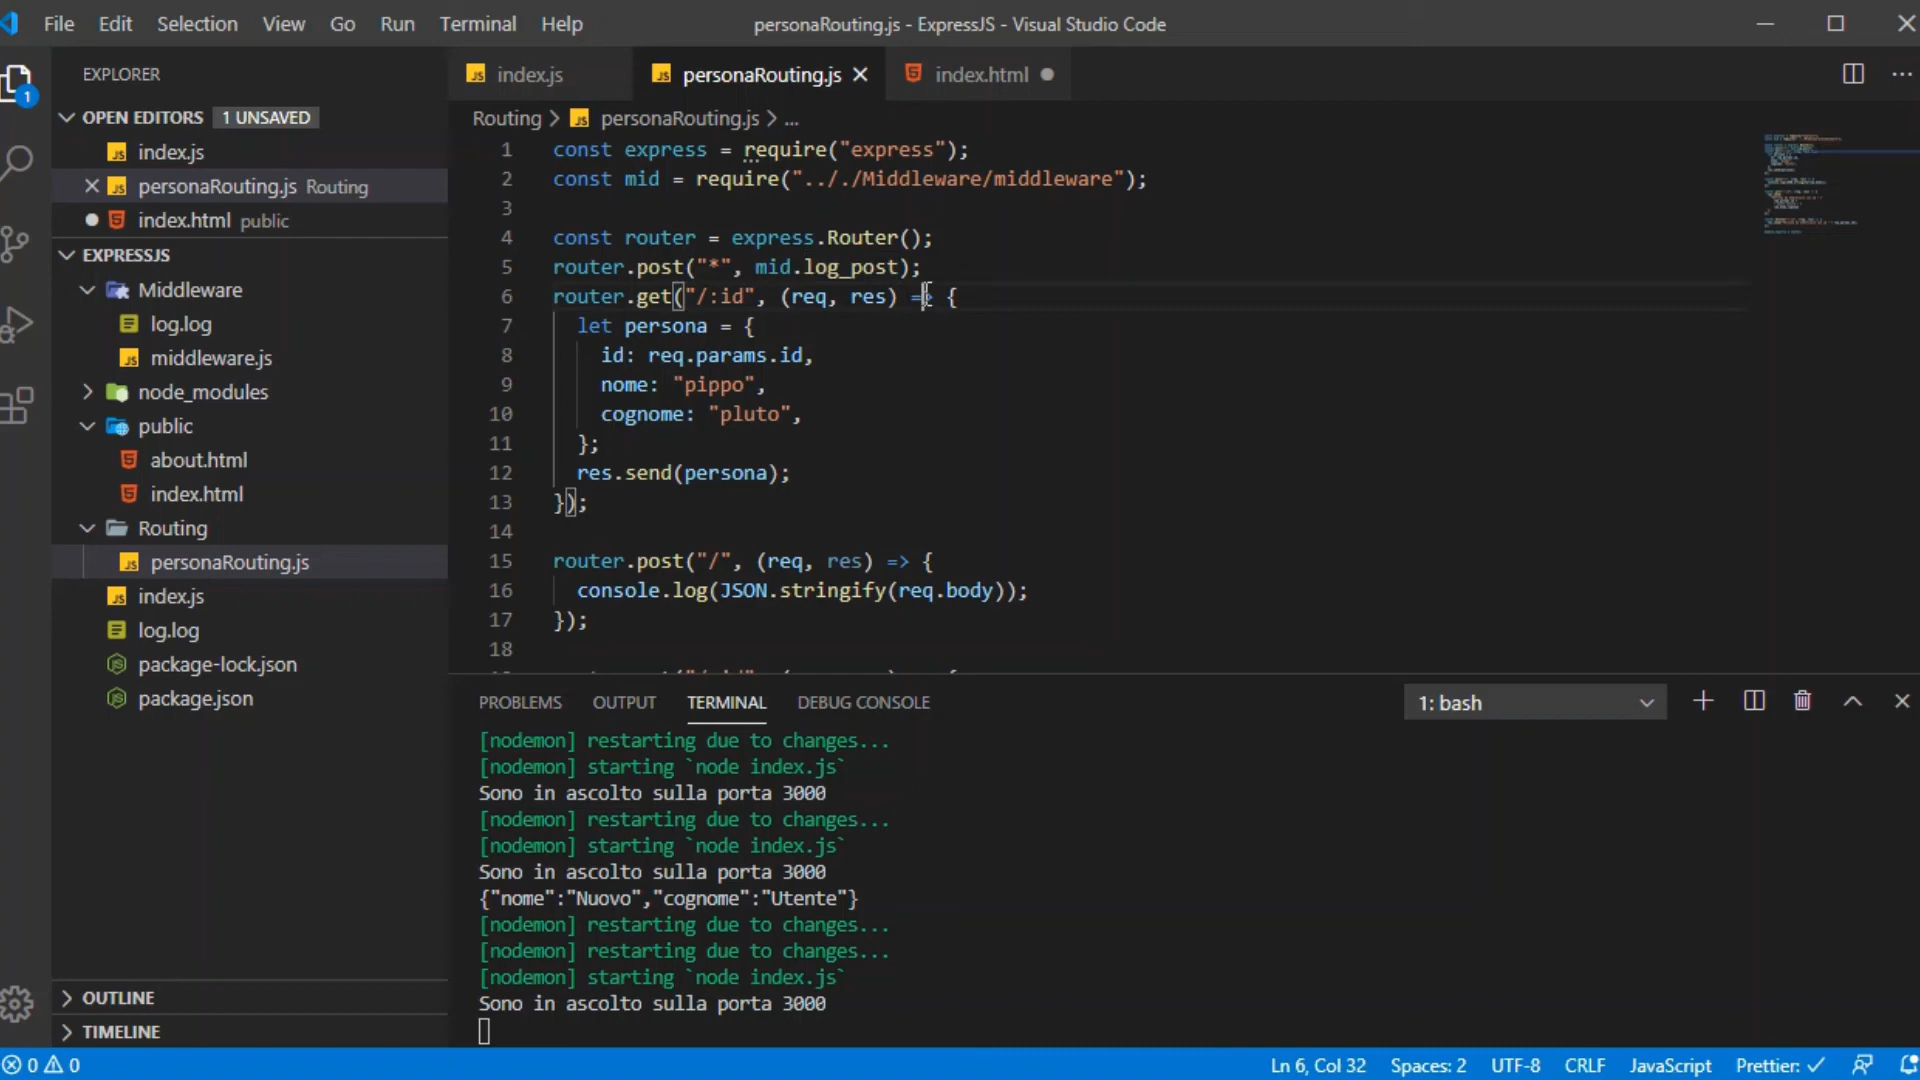 File Edit Selection View Go Run Terminal Help
personaRouting.js - ExpressJS - Visual Studio Code
EXPLORER
1
OPEN EDITORS 1 UNSAVED
index.js
personaRouting.js Routing
index.html public
EXPRESSJS
Middleware
log.log
middleware.js
node_modules
public
about.html
index.html
Routing
personaRouting.js
index.js
log.log
package-lock.json
package.json
OUTLINE
TIMELINE
index.js personaRouting.js index.html
Routing > personaRouting.js > ...
1 const express = require("express");
2 const mid = require(".././Middleware/middleware");
3
4 const router = express.Router();
5 router.post("*", mid.log_post);
6 router.get("/:id", (req, res) => {
7 let persona = {
8 id: req.params.id,
9 nome: "pippo",
10 cognome: "pluto",
11 };
12 res.send(persona);
13 });
14
15 router.post("/", (req, res) => {
16 console.log(JSON.stringify(req.body));
17 });
18
PROBLEMS OUTPUT TERMINAL DEBUG CONSOLE 1: bash
[nodemon] restarting due to changes...
[nodemon] starting `node index.js`
Sono in ascolto sulla porta 3000
[nodemon] restarting due to changes...
[nodemon] starting `node index.js`
Sono in ascolto sulla porta 3000
{"nome":"Nuovo","cognome":"Utente"}
[nodemon] restarting due to changes...
[nodemon] restarting due to changes...
[nodemon] starting `node index.js`
Sono in ascolto sulla porta 3000
0 0 Ln 6, Col 32 Spaces: 2 UTF-8 CRLF JavaScript Prettier: ✓